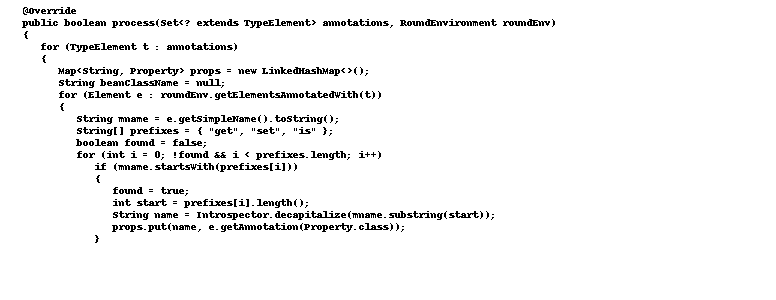 @Override
public boolean process(Set<? extends TypeElement> annotations, RoundEnvironment roundEnv)
{
for (TypeElement t : annotations)
{
Map<String, Property> props = new LinkedHashMap<>();
String beanClassName = null;
for (Element e : roundEnv.getElementsAnnotatedWith(t))
{
String mname = e.getSimpleName().toString();
String[] prefixes = { "get", "set", "is" };
boolean found = false;
for (int i = 0; !found && i < prefixes.length; i++)
if (mname.startsWith(prefixes[i]))
{
found = true;
int start = prefixes[i].length();
String name = Introspector.decapitalize(mname.substring(start));
props.put(name, e.getAnnotation(Property.class));
}